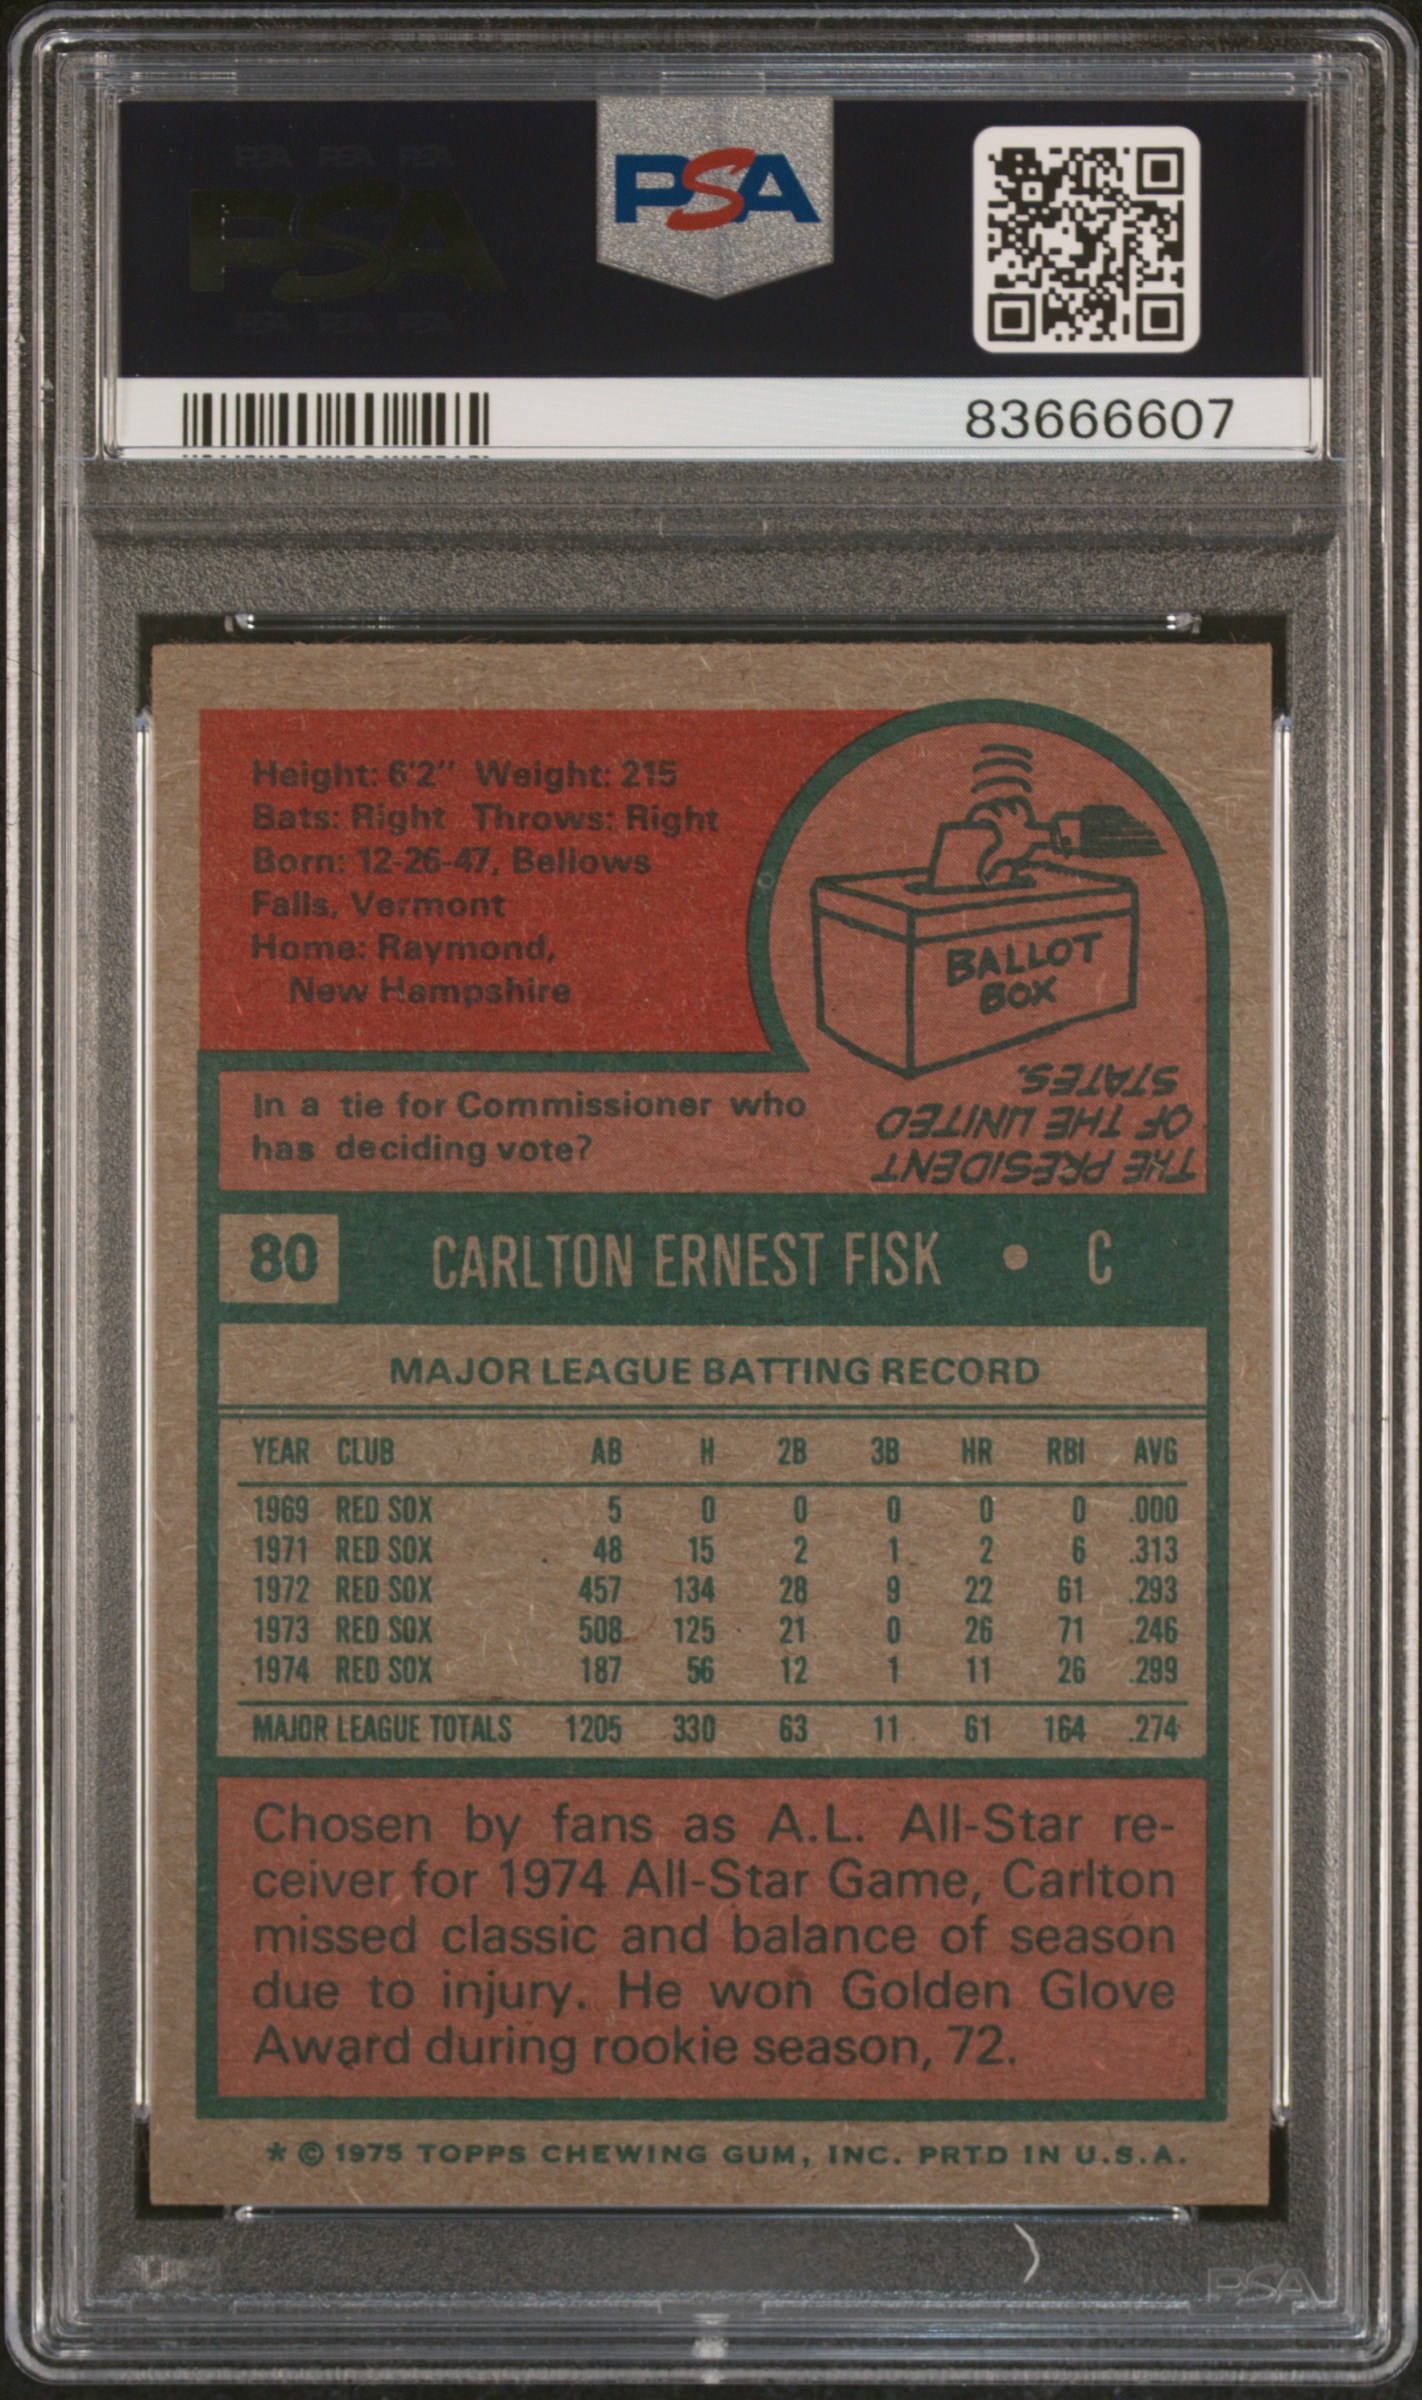 PSA PSA PSA
PSA
PSA PSA PSA
PSA
83666607
Height: 6'2" Weight: 215
Bats: Right Throws: Right
Born: 12-26-47, Bellows
Falls, Vermont
Home: Raymond,
New Hampshire
BALLOT
BOX
In a tie for Commissioner who
has deciding vote?
THE PRESIDENT
OF THE UNITED
STATES.
80 CARLTON ERNEST FISK • C
MAJOR LEAGUE BATTING RECORD
YEAR CLUB AB H 2B 3B HR RBI AVG
1969 RED SOX 5 0 0 0 0 0 .000
1971 RED SOX 48 15 2 1 2 6 .313
1972 RED SOX 457 134 28 9 22 61 .293
1973 RED SOX 508 125 21 0 26 71 .246
1974 RED SOX 187 56 12 1 11 26 .299
MAJOR LEAGUE TOTALS 1205 330 63 11 61 164 .274
Chosen by fans as A.L. All-Star re-
ceiver for 1974 All-Star Game, Carlton
missed classic and balance of season
due to injury. He won Golden Glove
Award during rookie season, 72.
* © 1975 TOPPS CHEWING GUM, INC. PRTD IN U.S.A.
PSA